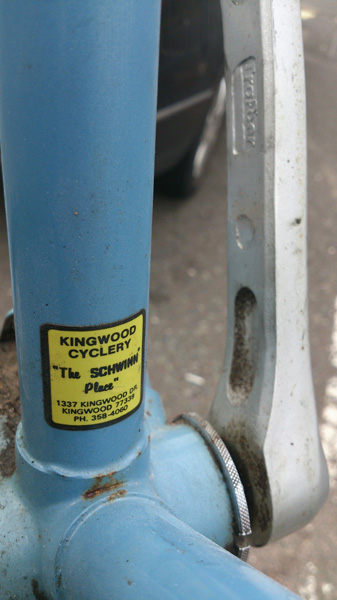 KINGWOOD
CYCLERY
"The SCHWINN
Place"
1337 KINGWOOD DR.
KINGWOOD 77339
PH. 358-4060